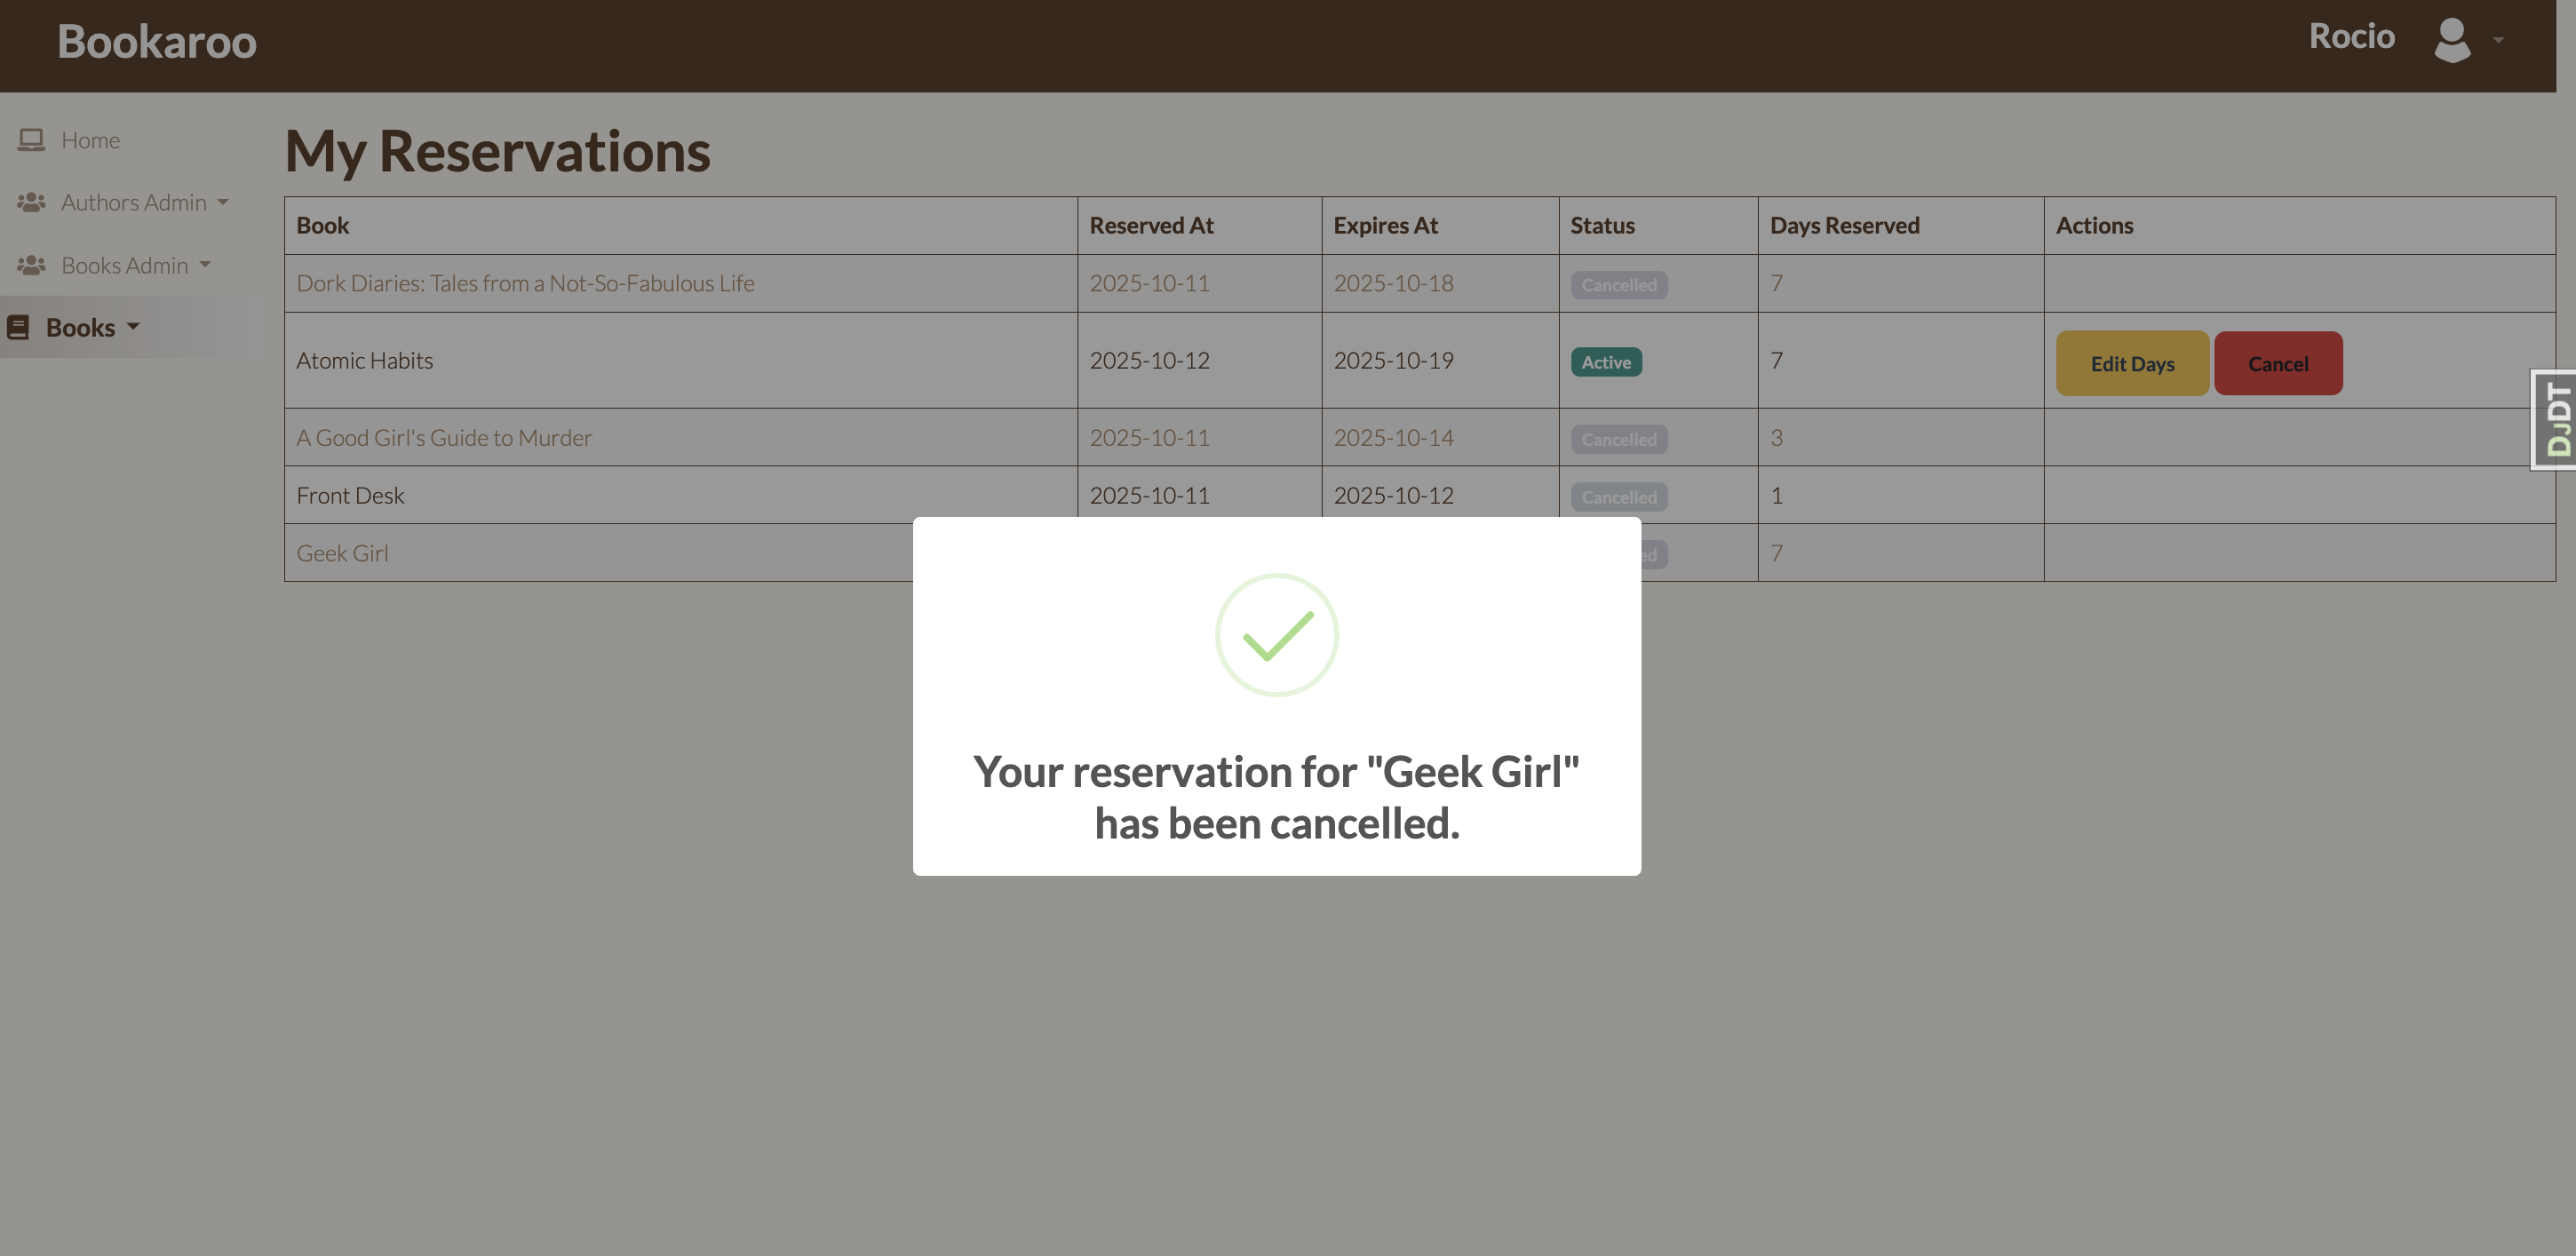 Bookaroo
Rocio
Home
Authors Admin
Books Admin
Books
My Reservations
Book Reserved At Expires At Status Days Reserved Actions
Dork Diaries: Tales from a Not-So-Fabulous Life 2025-10-11 2025-10-18 Cancelled 7
Atomic Habits 2025-10-12 2025-10-19 Active 7 Edit Days Cancel
A Good Girl's Guide to Murder 2025-10-11 2025-10-14 Cancelled 3
Front Desk 2025-10-11 2025-10-12 Cancelled 1
Geek Girl 7
DJDT
Your reservation for "Geek Girl"
has been cancelled.